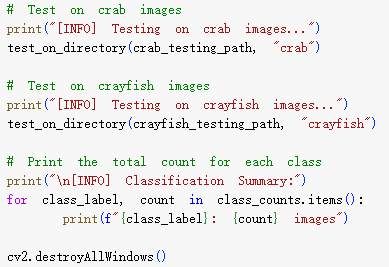 # Test on crab images
print("[INFO] Testing on crab images...")
test_on_directory(crab_testing_path, "crab")

# Test on crayfish images
print("[INFO] Testing on crayfish images...")
test_on_directory(crayfish_testing_path, "crayfish")

# Print the total count for each class
print("\n[INFO] Classification Summary:")
for class_label, count in class_counts.items():
    print(f"{class_label}: {count} images")

cv2.destroyAllWindows()